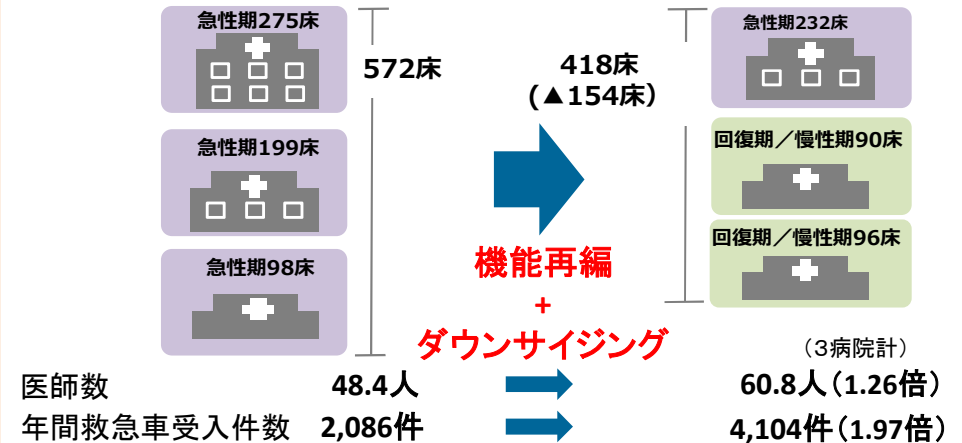 急性期275床
572床
急性期199床
急性期98床
418床
(▲154床）
機能再編
+
ダウンサイジング
急性期232床
回復期／慢性期90床
回復期／慢性期96床
（３病院計）
医師数 48.4人 60.8人（1.26倍）
年間救急車受入件数 2,086件 4,104件（1.97倍）